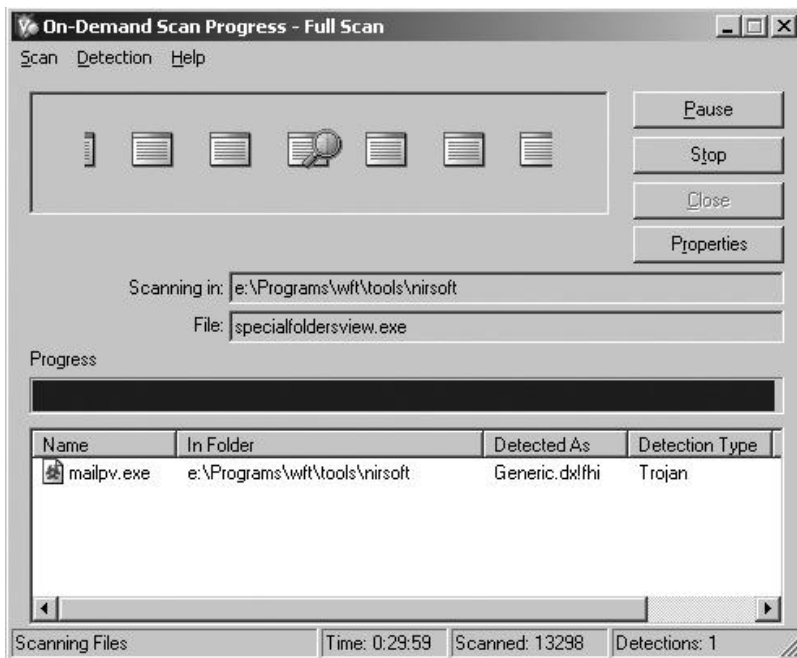 On-Demand Scan Progress - Full Scan
Scan Detection Help
Pause
Stop
Close
Properties
Scanning in: e:\Programs\wft\tools\nirsoft
File: specialfoldersview.exe
Progress
Name In Folder Detected As Detection Type
mailpv.exe e:\Programs\wft\tools\nirsoft Generic.dx!fhi Trojan
Scanning Files Time: 0:29:59 Scanned: 13298 Detections: 1